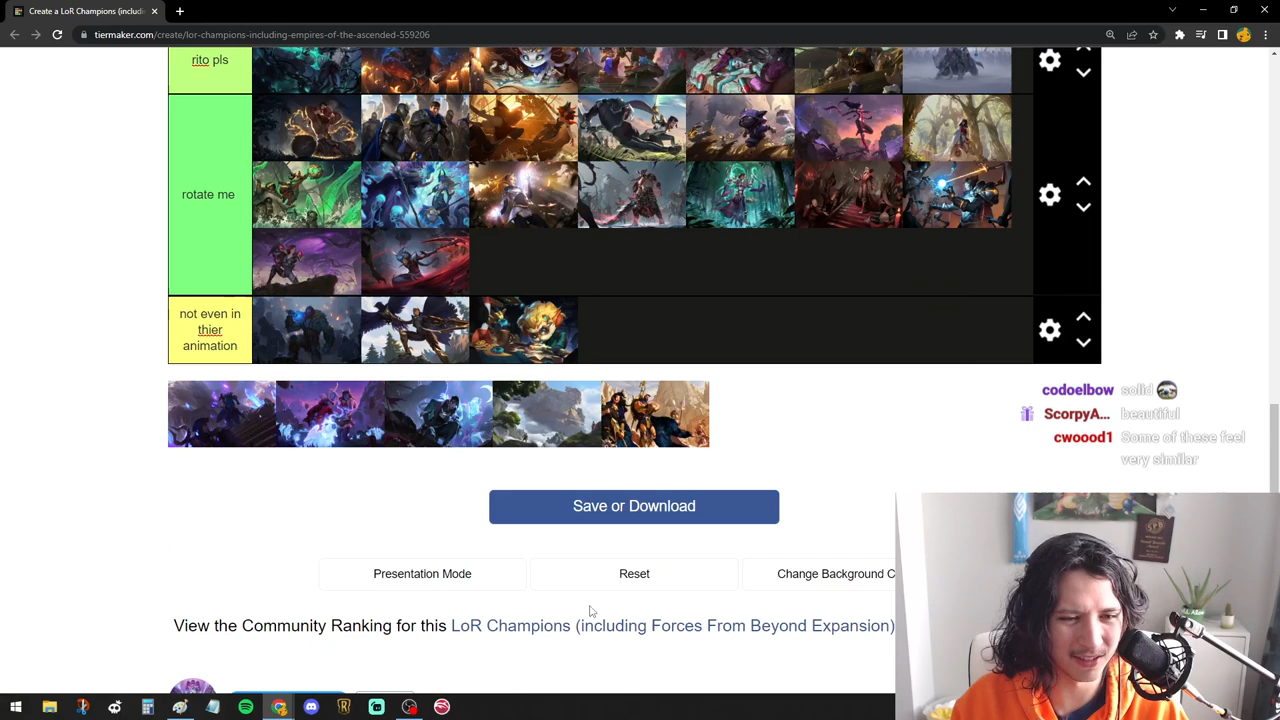 Create a LoR Champions (includi
tiermaker.com/create/lor-champions-including-empires-of-the-ascended-559206
rito pls
rotate me
not even in
thier
animation
codoelbow solid
ScorpyA... beautiful
cwoood1 Some of these feel
very similar
Save or Download
Presentation Mode
Reset
Change Background C
View the Community Ranking for this LoR Champions (including Forces From Beyond Expansion)